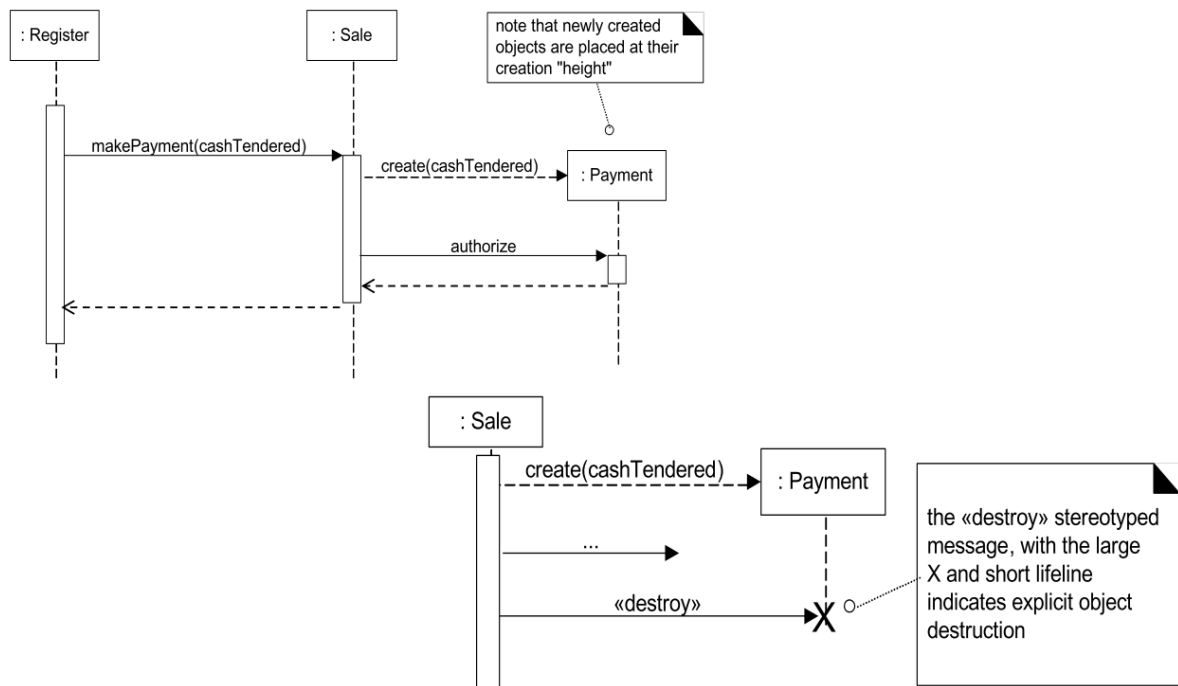 : Register
: Sale
note that newly created
objects are placed at their
creation "height"
makePayment(cashTendered)
create(cashTendered)
: Payment
authorize
: Sale
create(cashTendered)
: Payment
...
«destroy»
X
the «destroy» stereotyped
message, with the large
X and short lifeline
indicates explicit object
destruction